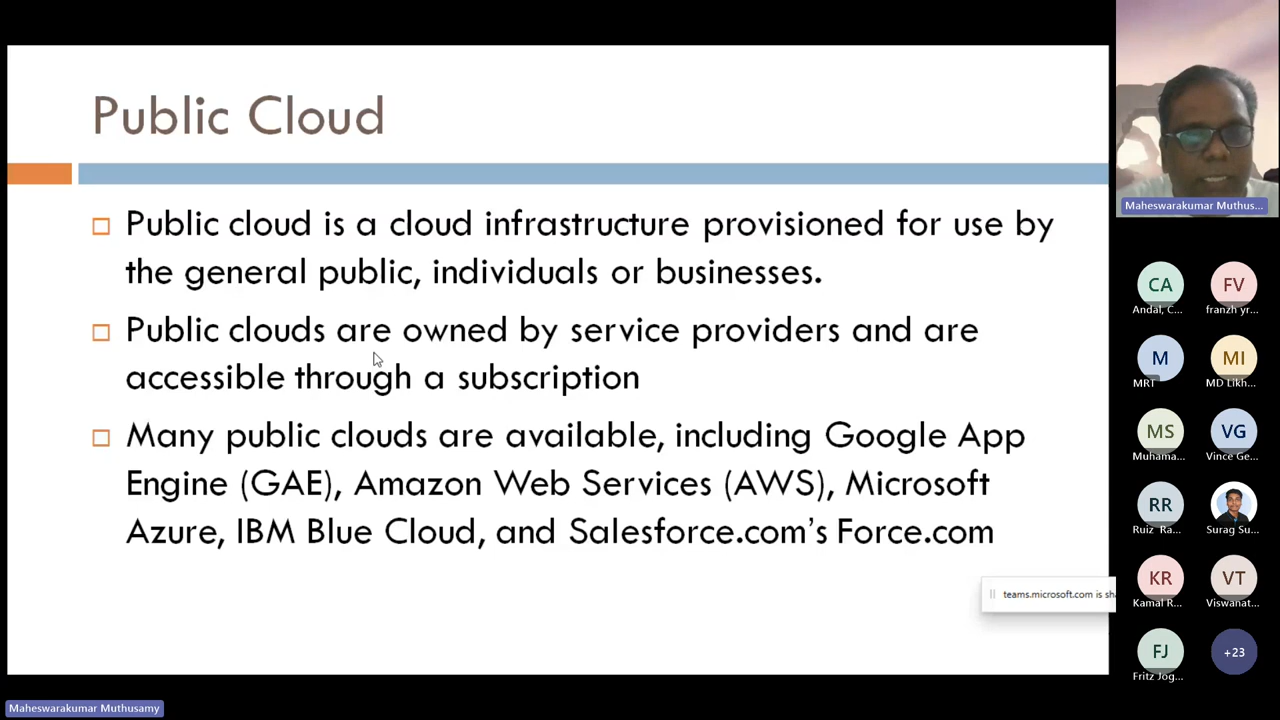 Public Cloud
Public cloud is a cloud infrastructure provisioned for use by
the general public, individuals or businesses.
Public clouds are owned by service providers and are
accessible through a subscription
Many public clouds are available, including Google App
Engine (GAE), Amazon Web Services (AWS), Microsoft
Azure, IBM Blue Cloud, and Salesforce.com's Force.com
teams.microsoft.com is sh
Maheswarakumar Muthusamy
Maheswarakumar Muthus...
CA FV
Andal, C... franzh yr...
M MI
MRT MD Likh...
MS VG
Muhama... Vince Ge...
RR
Ruiz Ra... Surag Su...
KR VT
Kamal R... Viswanat...
FJ +23
Fritz Jog...